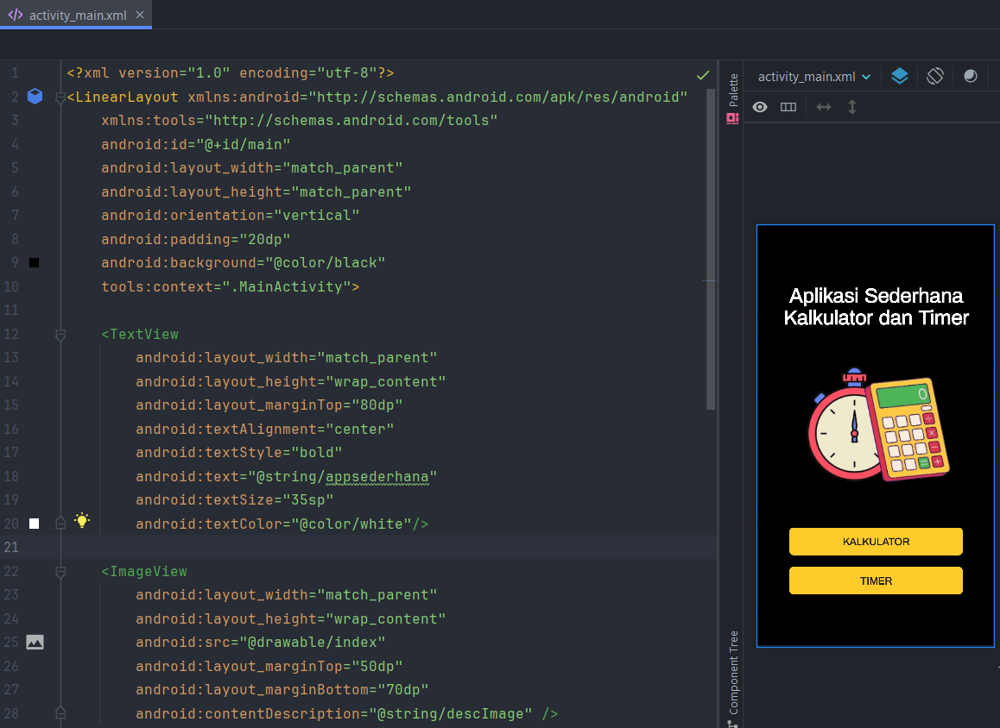 activity_main.xml
1 <?xml version="1.0" encoding="utf-8"?>
2 <LinearLayout xmlns:android="http://schemas.android.com/apk/res/android"
3 xmlns:tools="http://schemas.android.com/tools"
4 android:id="@+id/main"
5 android:layout_width="match_parent"
6 android:layout_height="match_parent"
7 android:orientation="vertical"
8 android:padding="20dp"
9 android:background="@color/black"
10 tools:context=".MainActivity">
11
12 <TextView
13 android:layout_width="match_parent"
14 android:layout_height="wrap_content"
15 android:layout_marginTop="80dp"
16 android:textAlignment="center"
17 android:textStyle="bold"
18 android:text="@string/appsederhana"
19 android:textSize="35sp"
20 android:textColor="@color/white"/>
21
22 <ImageView
23 android:layout_width="match_parent"
24 android:layout_height="wrap_content"
25 android:src="@drawable/index"
26 android:layout_marginTop="50dp"
27 android:layout_marginBottom="70dp"
28 android:contentDescription="@string/descImage" />
Palette
Component Tree
activity_main.xml
Aplikasi Sederhana
Kalkulator dan Timer
0
KALKULATOR
TIMER